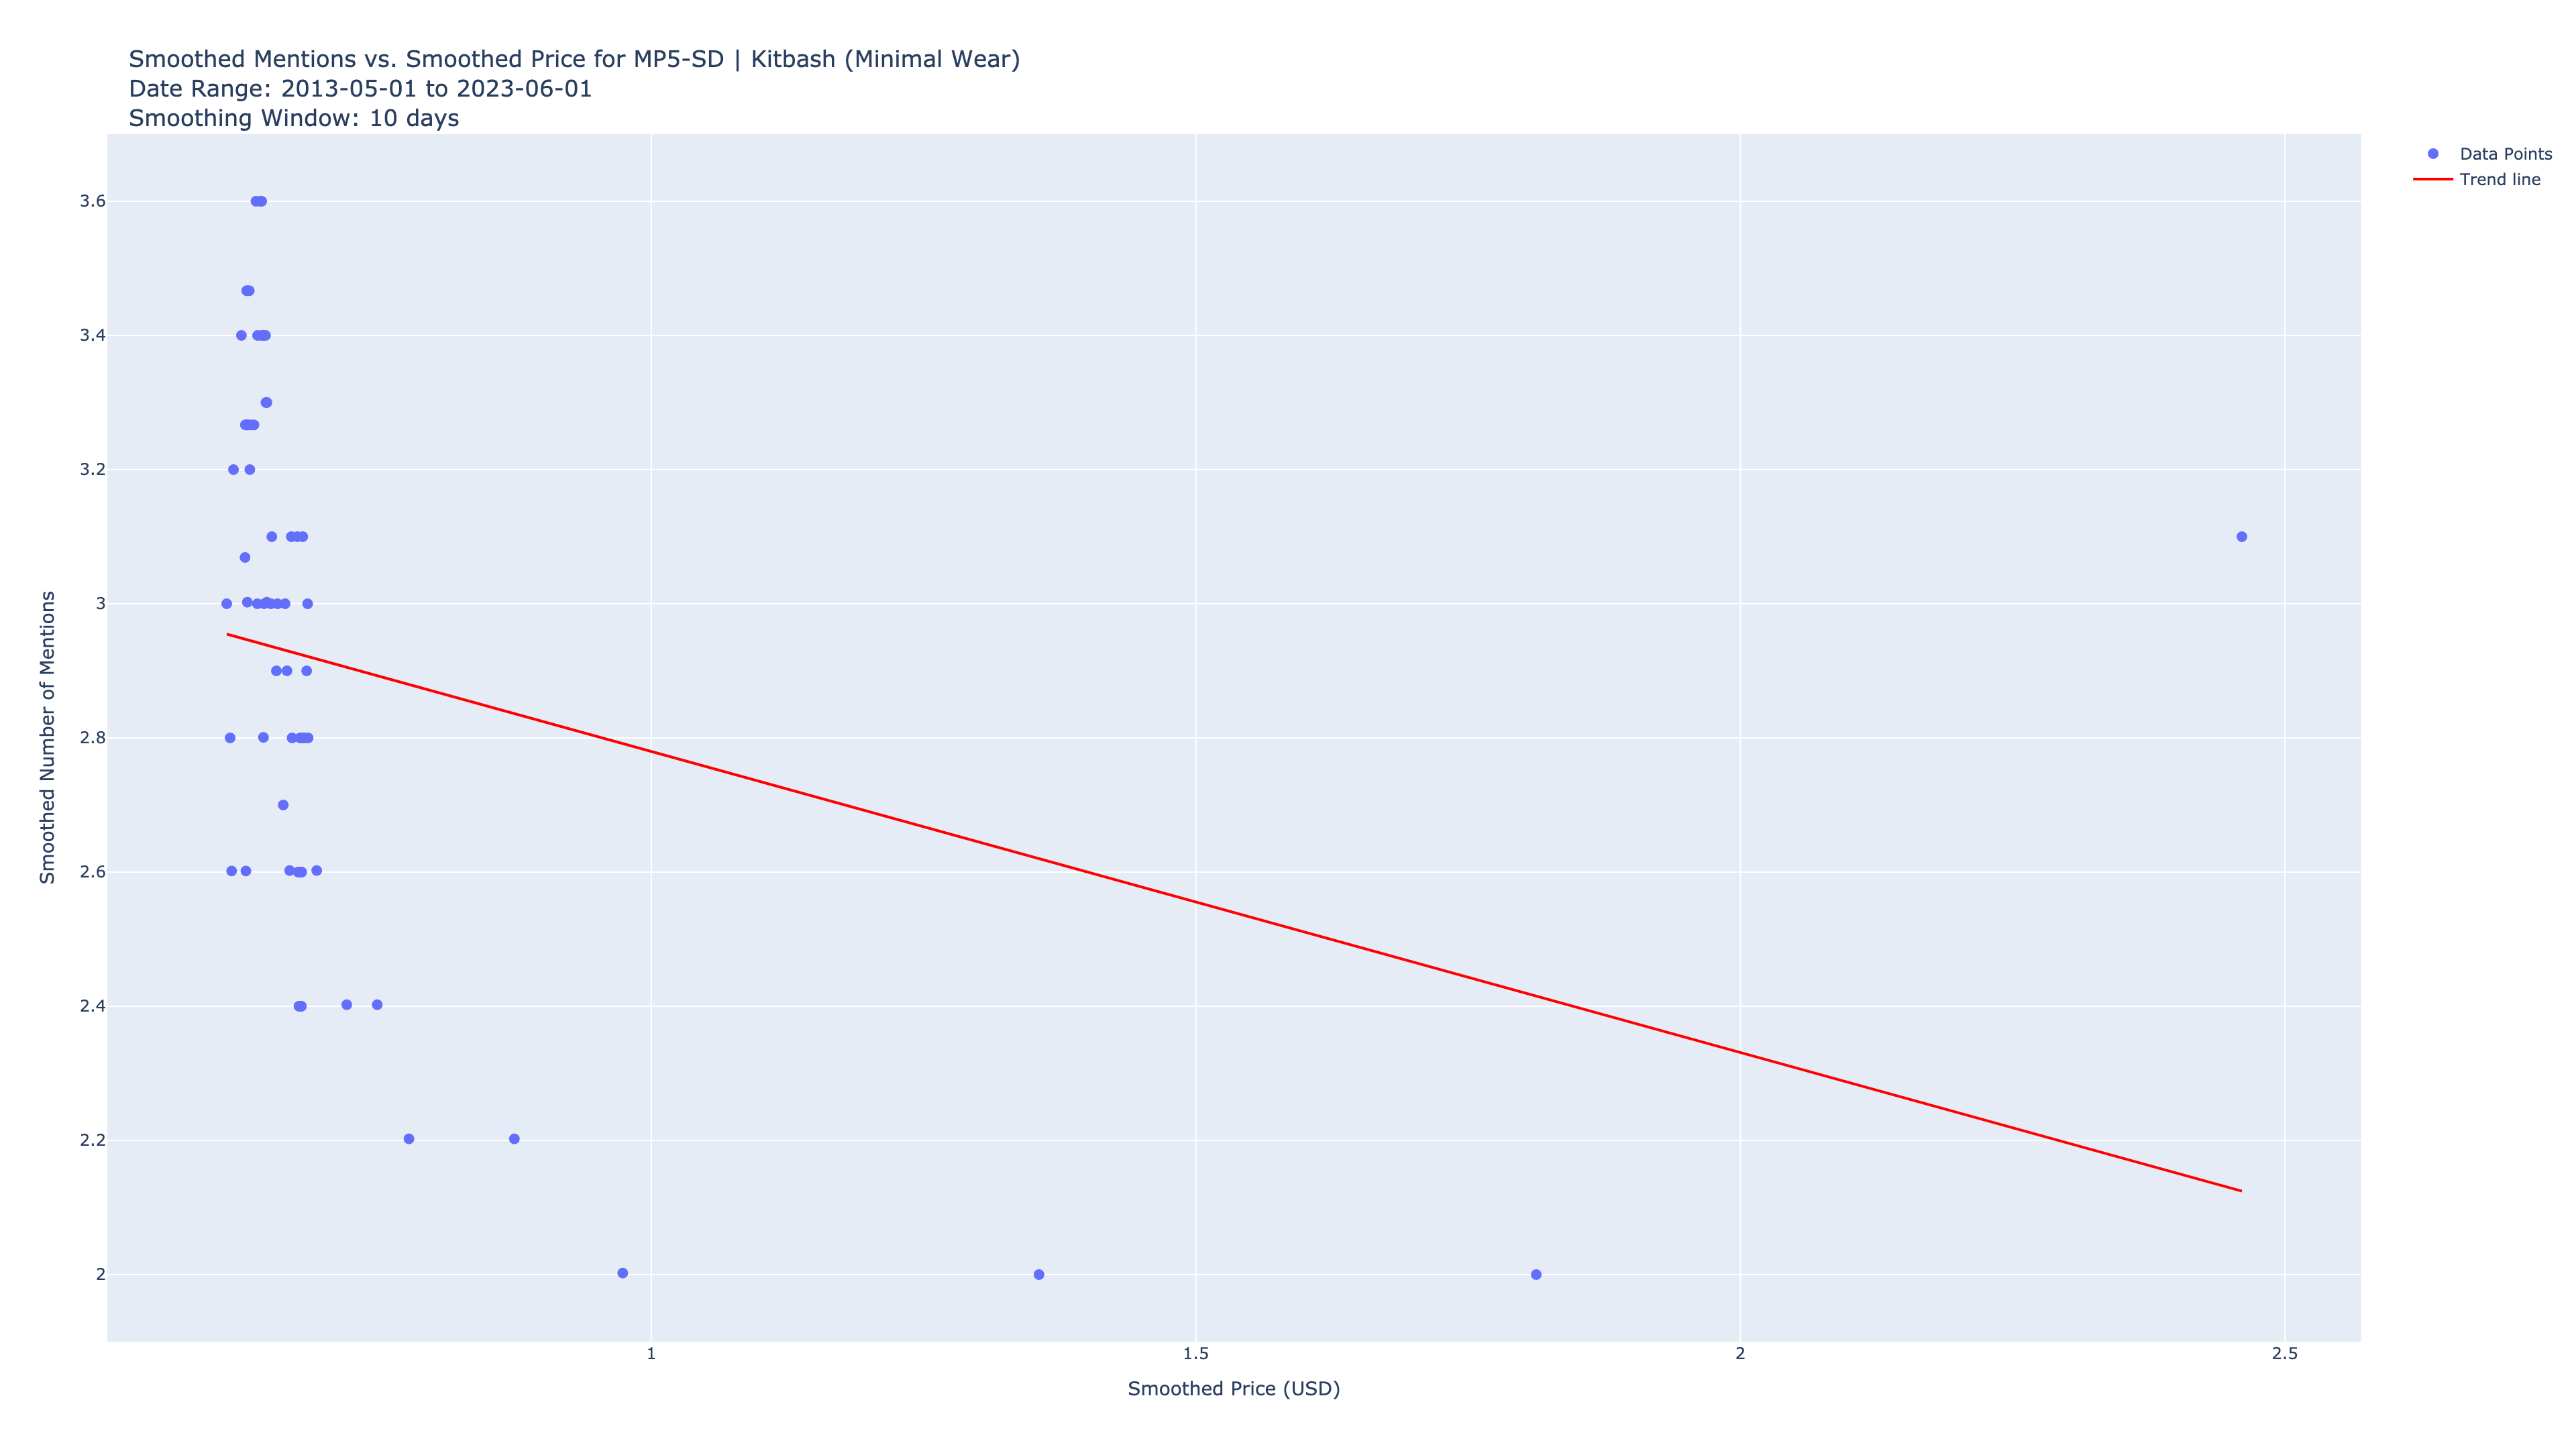 Smoothed Mentions vs. Smoothed Price for MP5-SD | Kitbash (Minimal Wear)
Date Range: 2013-05-01 to 2023-06-01
Smoothing Window: 10 days
Data Points
Trend line
3.6
3.4
3.2
3
2.8
2.6
2.4
2.2
2
Smoothed Number of Mentions
1
1.5
2
2.5
Smoothed Price (USD)